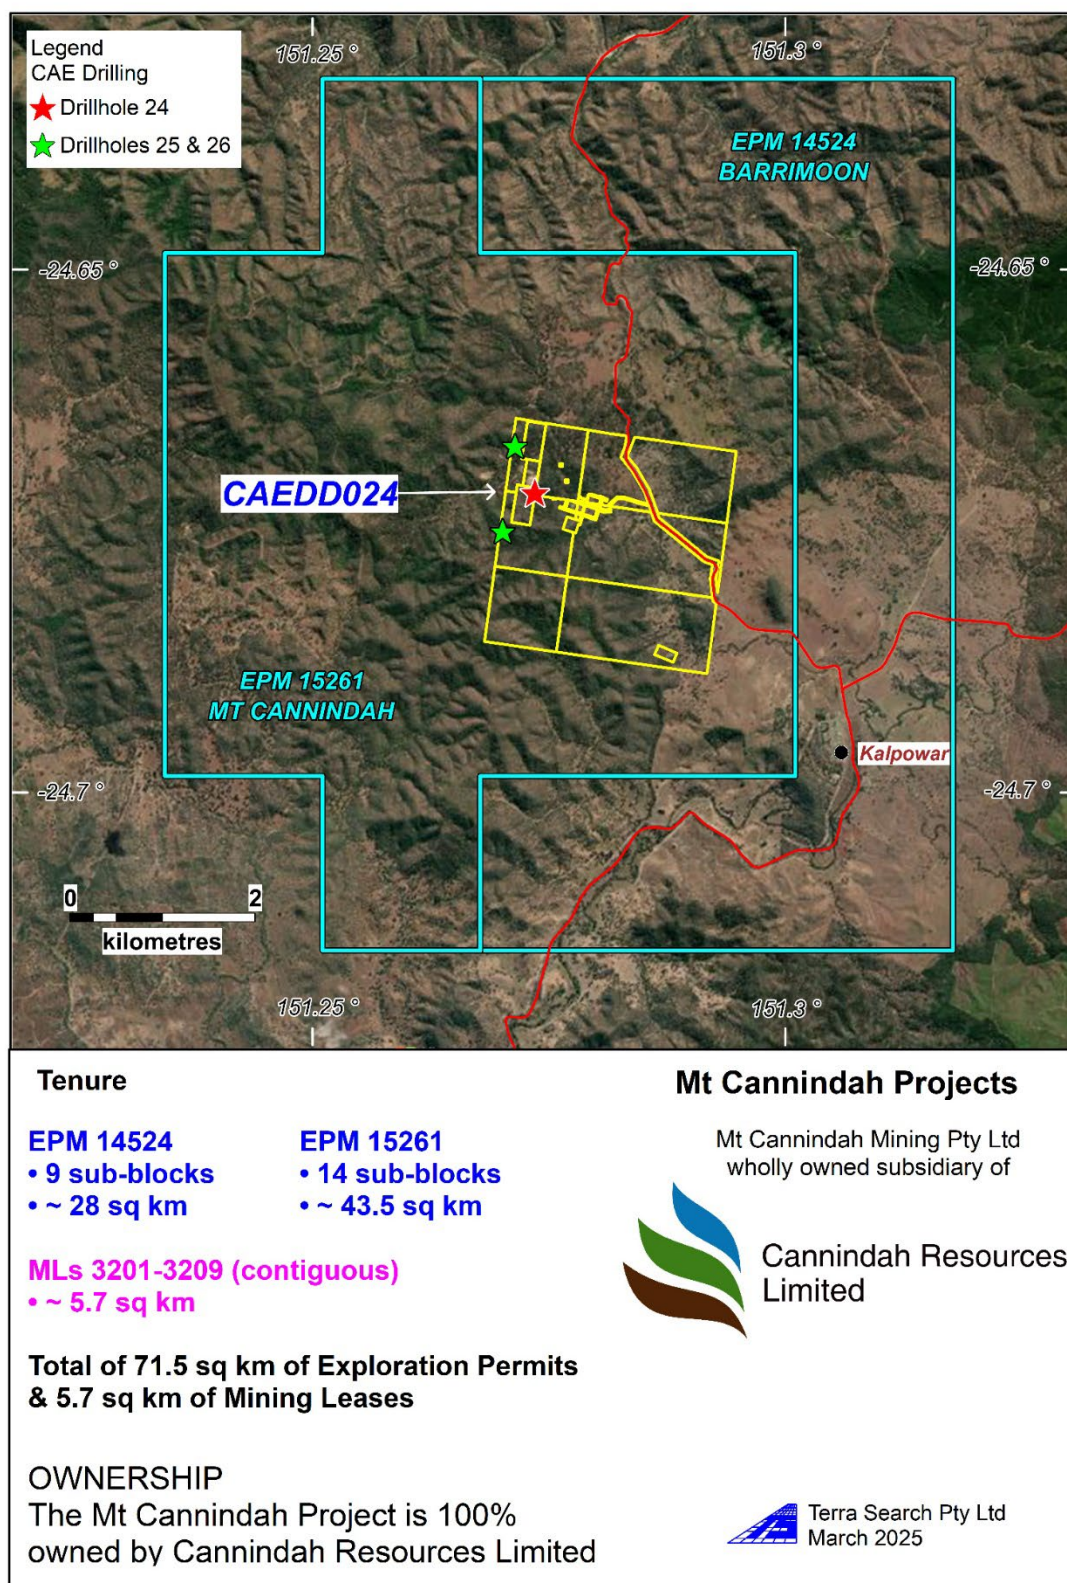 Legend
CAE Drilling
Drillhole 24
Drillholes 25 & 26
151.25 °
151.3 °
EPM 14524
BARRIMOON
-24.65 °
-24.65 °
CAEDD024
EPM 15261
MT CANNINDAH
Kalpowar
-24.7 °
-24.7 °
0
2
kilometres
151.25 °
151.3 °
Tenure
EPM 14524
• 9 sub-blocks
• ~ 28 sq km
EPM 15261
• 14 sub-blocks
• ~ 43.5 sq km
MLs 3201-3209 (contiguous)
• ~ 5.7 sq km
Total of 71.5 sq km of Exploration Permits
& 5.7 sq km of Mining Leases
OWNERSHIP
The Mt Cannindah Project is 100%
owned by Cannindah Resources Limited
Mt Cannindah Projects
Mt Cannindah Mining Pty Ltd
wholly owned subsidiary of
Cannindah Resources
Limited
Terra Search Pty Ltd
March 2025